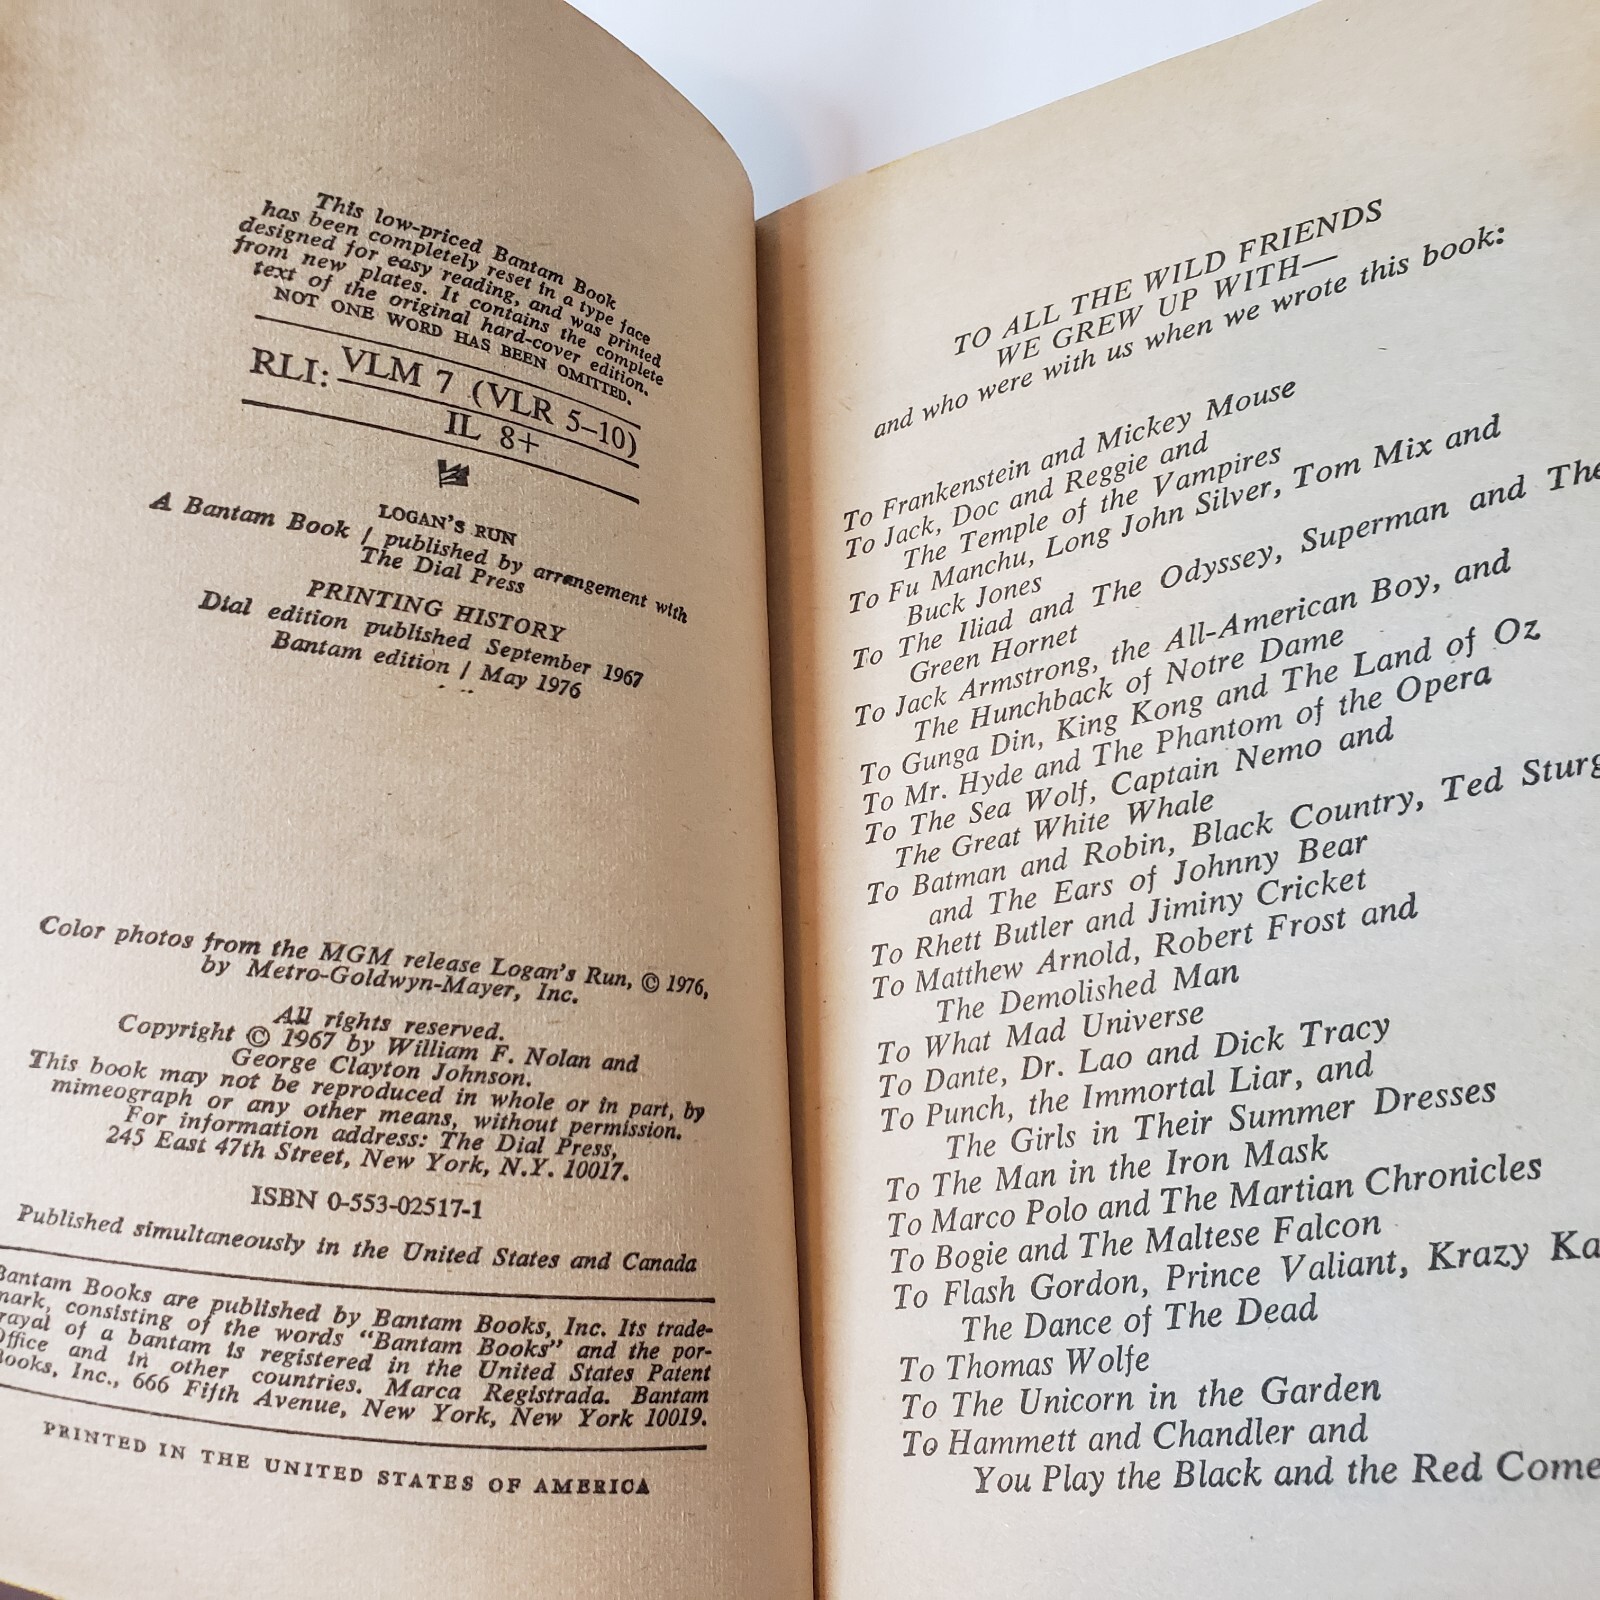 This low-priced Bantam Book
has been completely reset in a type face
designed for easy reading, and was printed
from new plates. It contains the complete
text of the original hard-cover edition.
NOT ONE WORD HAS BEEN OMITTED.
RLI: VLM 7 (VLR 5–10)
IL 8+
LOGAN'S RUN
A Bantam Book / published by arrangement with
The Dial Press
PRINTING HISTORY
Dial edition published September 1967
Bantam edition / May 1976
Color photos from the MGM release Logan's Run, © 1976,
by Metro-Goldwyn-Mayer, Inc.
All rights reserved.
Copyright © 1967 by William F. Nolan and
George Clayton Johnson.
This book may not be reproduced in whole or in part, by
mimeograph or any other means, without permission.
For information address: The Dial Press,
245 East 47th Street, New York, N.Y. 10017.
ISBN 0-553-02517-1
Published simultaneously in the United States and Canada
Bantam Books are published by Bantam Books, Inc. Its trade-
mark, consisting of the words "Bantam Books" and the por-
rayal of a bantam is registered in the United States Patent
Office and in other countries. Marca Registrada. Bantam
Books, Inc., 666 Fifth Avenue, New York, New York 10019.
PRINTED IN THE UNITED STATES OF AMERICA
TO ALL THE WILD FRIENDS
WE GREW UP WITH—
and who were with us when we wrote this book:
To Frankenstein and Mickey Mouse
To Jack, Doc and Reggie and
The Temple of the Vampires
To Fu Manchu, Long John Silver, Tom Mix and
Buck Jones
To The Iliad and The Odyssey, Superman and The
Green Hornet
To Jack Armstrong, the All-American Boy, and
The Hunchback of Notre Dame
To Gunga Din, King Kong and The Land of Oz
To Mr. Hyde and The Phantom of the Opera
To The Sea Wolf, Captain Nemo and
The Great White Whale
To Batman and Robin, Black Country, Ted Sturg
and The Ears of Johnny Bear
To Rhett Butler and Jiminy Cricket
To Matthew Arnold, Robert Frost and
The Demolished Man
To What Mad Universe
To Dante, Dr. Lao and Dick Tracy
To Punch, the Immortal Liar, and
The Girls in Their Summer Dresses
To The Man in the Iron Mask
To Marco Polo and The Martian Chronicles
To Bogie and The Maltese Falcon
To Flash Gordon, Prince Valiant, Krazy Ka
The Dance of The Dead
To Thomas Wolfe
To The Unicorn in the Garden
To Hammett and Chandler and
You Play the Black and the Red Come